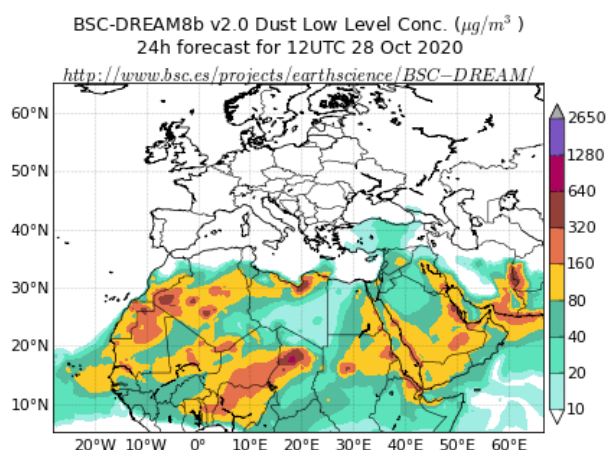 BSC-DREAM8b v2.0 Dust Low Level Conc. (μg/m³ )
24h forecast for 12UTC 28 Oct 2020
http://www.bsc.es/projects/earthscience/BSC−DREAM/
60°N
50°N
40°N
30°N
20°N
10°N
20°W 10°W 0° 10°E 20°E 30°E 40°E 50°E 60°E
2650
1280
640
320
160
80
40
20
10